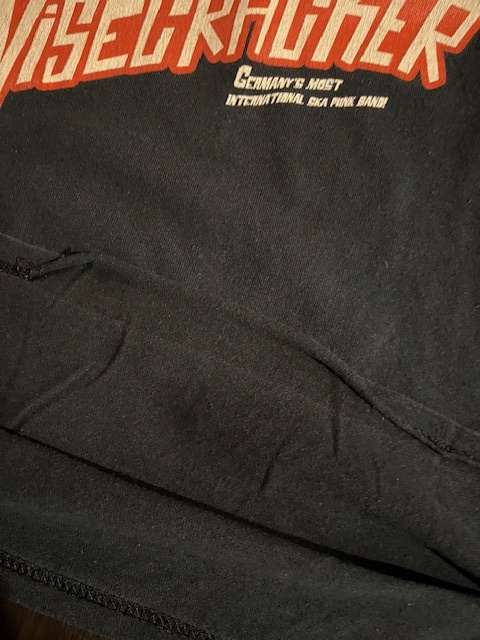 WISECRACKER
GERMANY'S MOST
INTERNATIONAL SKA PUNK BAND!